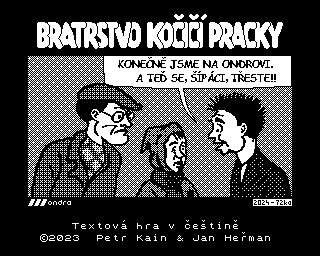 BRATRSTVO KOČIČÍ PRACKY
KONEČNĚ JSME NA ONDROVI.
A TEĎ SE, ŠÍPÁCI, TŘESTE!!
ondra
2024-72kd
Textová hra v češtině
©2023 Petr Kain & Jan Heřman